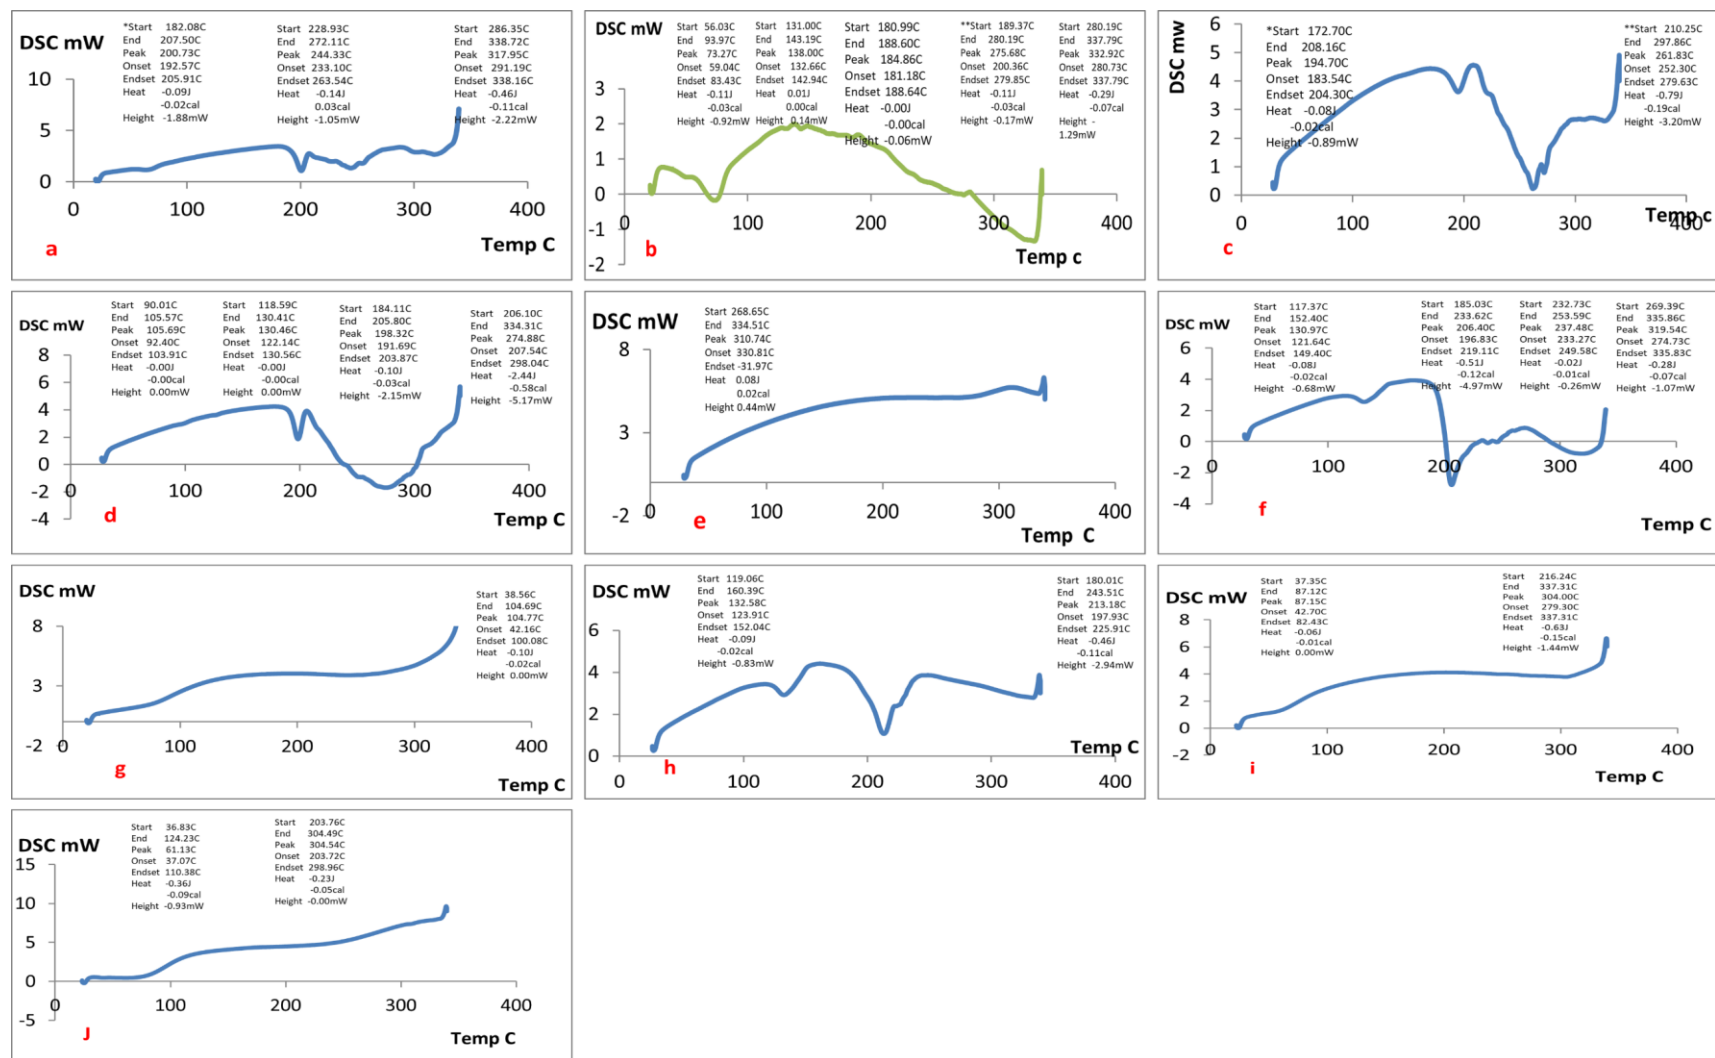 DSC mW
*Start 182.08C
End 207.50C
Peak 200.73C
Onset 192.57C
Endset 205.91C
Heat -0.09J
-0.02cal
Height -1.88mW
Start 228.93C
End 272.11C
Peak 244.33C
Onset 233.10C
Endset 263.54C
Heat -0.14J
0.03cal
Height -1.05mW
Start 286.35C
End 338.72C
Peak 317.95C
Onset 291.19C
Endset 338.16C
Heat -0.46J
-0.11cal
Height -2.22mW
10
5
0
0 100 200 300 400
Temp C
a
DSC mW
Start 56.03C
End 93.97C
Peak 73.27C
Onset 59.04C
Endset 83.43C
Heat -0.11J
-0.03cal
Height -0.92mW
Start 131.00C
End 143.19C
Peak 138.00C
Onset 132.66C
Endset 142.94C
Heat 0.01J
0.00cal
Height 0.14mW
Start 180.99C
End 188.60C
Peak 184.86C
Onset 181.18C
Endset 188.64C
Heat -0.00J
-0.00cal
Height -0.06mW
**Start 189.37C
End 280.19C
Peak 275.68C
Onset 200.36C
Endset 279.85C
Heat -0.11J
-0.03cal
Height -0.17mW
Start 280.19C
End 337.79C
Peak 332.92C
Onset 280.73C
Endset 337.79C
Heat -0.29J
-0.07cal
Height -
1.29mW
3
2
1
0
-1
-2
0 100 200 300 400
Temp c
b
DSC mw
*Start 172.70C
End 208.16C
Peak 194.70C
Onset 183.54C
Endset 204.30C
Heat -0.08J
-0.02cal
Height -0.89mW
**Start 210.25C
End 297.86C
Peak 261.83C
Onset 252.30C
Endset 279.63C
Heat -0.79J
-0.19cal
Height -3.20mW
6
5
4
3
2
1
0
0 100 200 300 400
Temp c
c
DSC mW
Start 90.01C
End 105.57C
Peak 105.69C
Onset 92.40C
Endset 103.91C
Heat -0.00J
-0.00cal
Height 0.00mW
Start 118.59C
End 130.41C
Peak 130.46C
Onset 122.14C
Endset 130.56C
Heat -0.00J
-0.00cal
Height 0.00mW
Start 184.11C
End 205.80C
Peak 198.32C
Onset 191.69C
Endset 203.87C
Heat -0.10J
-0.03cal
Height -2.15mW
Start 206.10C
End 334.31C
Peak 274.88C
Onset 207.54C
Endset 298.04C
Heat -2.44J
-0.58cal
Height -5.17mW
8
6
4
2
0
-2
-4
0 100 200 300 400
Temp C
d
DSC mW
Start 268.65C
End 334.51C
Peak 310.74C
Onset 330.81C
Endset -31.97C
Heat 0.08J
0.02cal
Height 0.44mW
8
3
-2
0 100 200 300 400
Temp C
e
DSC mW
Start 117.37C
End 152.40C
Peak 130.97C
Onset 121.64C
Endset 149.40C
Heat -0.08J
-0.02cal
Height -0.68mW
Start 185.03C
End 233.62C
Peak 206.40C
Onset 196.83C
Endset 219.11C
Heat -0.51J
-0.12cal
Height -4.97mW
Start 232.73C
End 253.59C
Peak 237.48C
Onset 233.27C
Endset 249.58C
Heat -0.02J
-0.01cal
Height -0.26mW
Start 269.39C
End 335.86C
Peak 319.54C
Onset 274.73C
Endset 335.83C
Heat -0.28J
-0.07cal
Height -1.07mW
6
4
2
0
-2
-4
0 100 200 300 400
Temp C
f
DSC mW
Start 38.56C
End 104.69C
Peak 104.77C
Onset 42.16C
Endset 100.08C
Heat -0.10J
-0.02cal
Height 0.00mW
8
3
-2
0 100 200 300 400
Temp C
g
DSC mW
Start 119.06C
End 160.39C
Peak 132.58C
Onset 123.91C
Endset 152.04C
Heat -0.09J
-0.02cal
Height -0.83mW
Start 180.01C
End 243.51C
Peak 213.18C
Onset 197.93C
Endset 225.91C
Heat -0.46J
-0.11cal
Height -2.94mW
6
4
2
0
0 100 200 300 400
Temp C
h
DSC mW
Start 37.35C
End 87.12C
Peak 87.15C
Onset 42.70C
Endset 82.43C
Heat -0.06J
-0.01cal
Height 0.00mW
Start 216.24C
End 337.31C
Peak 304.00C
Onset 279.30C
Endset 337.31C
Heat -0.63J
-0.15cal
Height -1.44mW
8
6
4
2
0
-2
0 100 200 300 400
Temp C
i
DSC mW
Start 36.83C
End 124.23C
Peak 61.13C
Onset 37.07C
Endset 110.38C
Heat -0.36J
-0.09cal
Height -0.93mW
Start 203.76C
End 304.49C
Peak 304.54C
Onset 203.72C
Endset 298.96C
Heat -0.23J
-0.05cal
Height -0.00mW
15
10
5
0
-5
0 100 200 300 400
Temp C
J